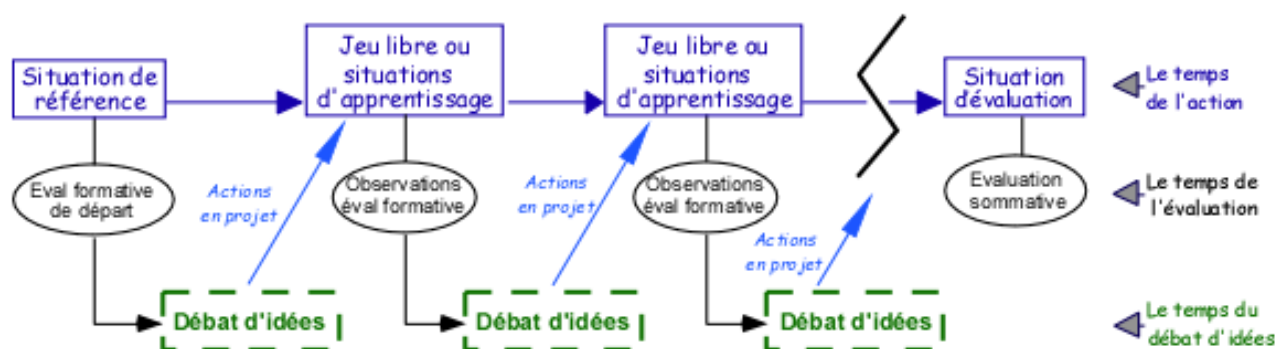 Situation de
référence
Jeu libre ou
situations
d'apprentissage
Jeu libre ou
situations
d'apprentissage
Situation
d'évaluation
Le temps
de l'action
Eval formative
de départ
Actions
en projet
Observations
éval formative
Actions
en projet
Observations
éval formative
Actions
en projet
Evaluation
sommative
Le temps de
l'évaluation
Débat d'idées
Débat d'idées
Débat d'idées
Le temps du
débat d'idées